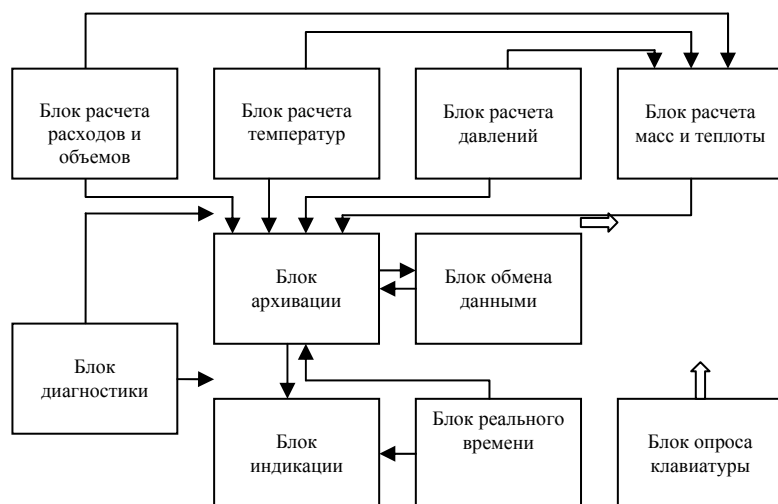 Блок расчета
расходов и
объемов
Блок расчета
температур
Блок расчета
давлений
Блок расчета
масс и теплоты
Блок
архивации
Блок обмена
данными
Блок
диагностики
Блок
индикации
Блок реального
времени
Блок опроса
клавиатуры